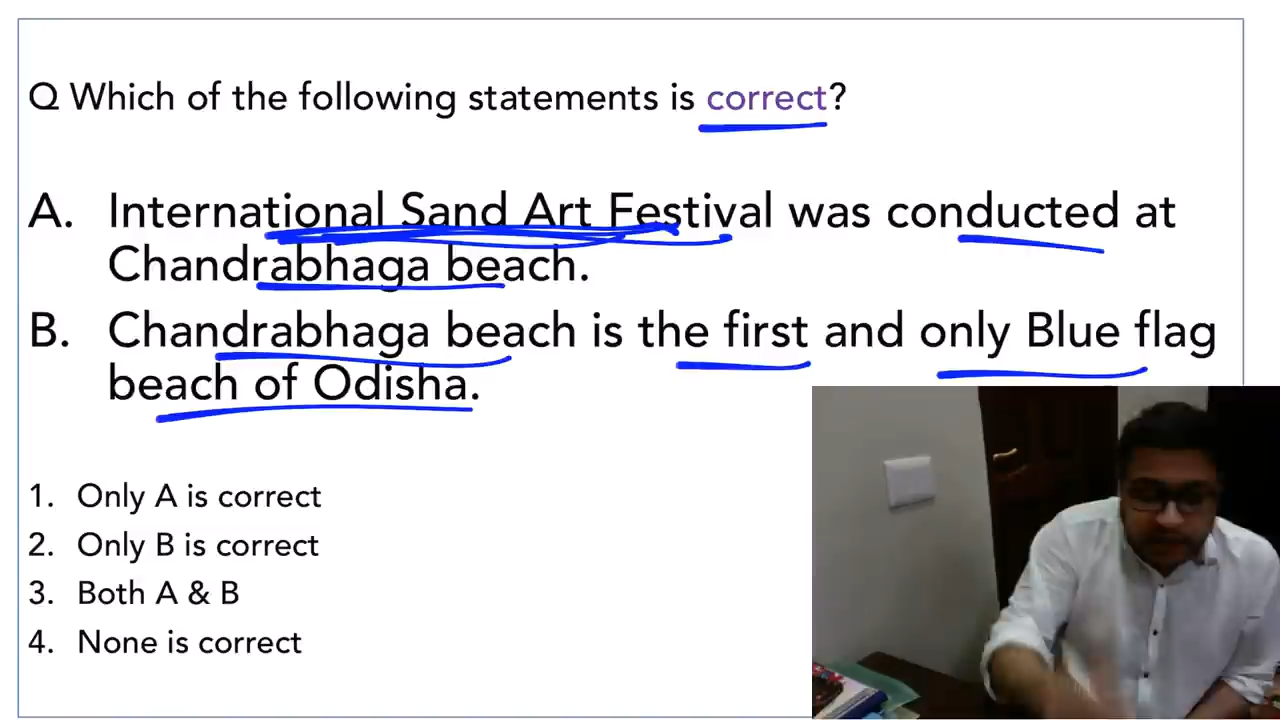 Q Which of the following statements is correct?
A. International Sand Art Festival was conducted at
Chandrabhaga beach.
B. Chandrabhaga beach is the first and only Blue flag
beach of Odisha.
1. Only A is correct
2. Only B is correct
3. Both A & B
4. None is correct